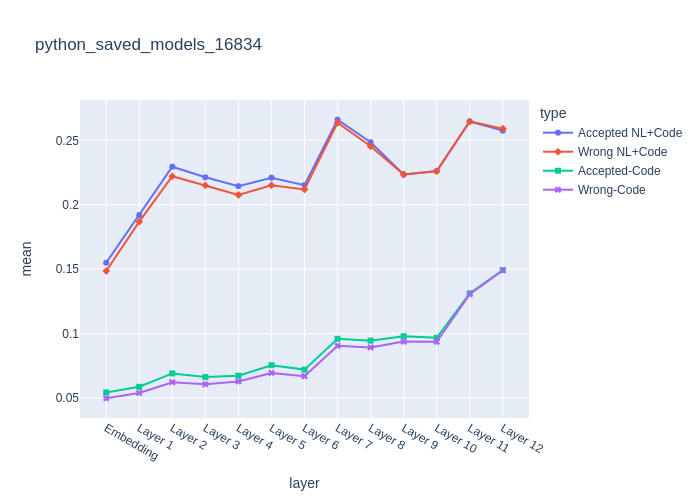 python_saved_models_16834
type
Accepted NL+Code
Wrong NL+Code
Accepted-Code
Wrong-Code
0.25
0.2
0.15
0.1
0.05
mean
Embedding
Layer 1
Layer 2
Layer 3
Layer 4
Layer 5
Layer 6
Layer 7
Layer 8
Layer 9
Layer 10
Layer 11
Layer 12
layer